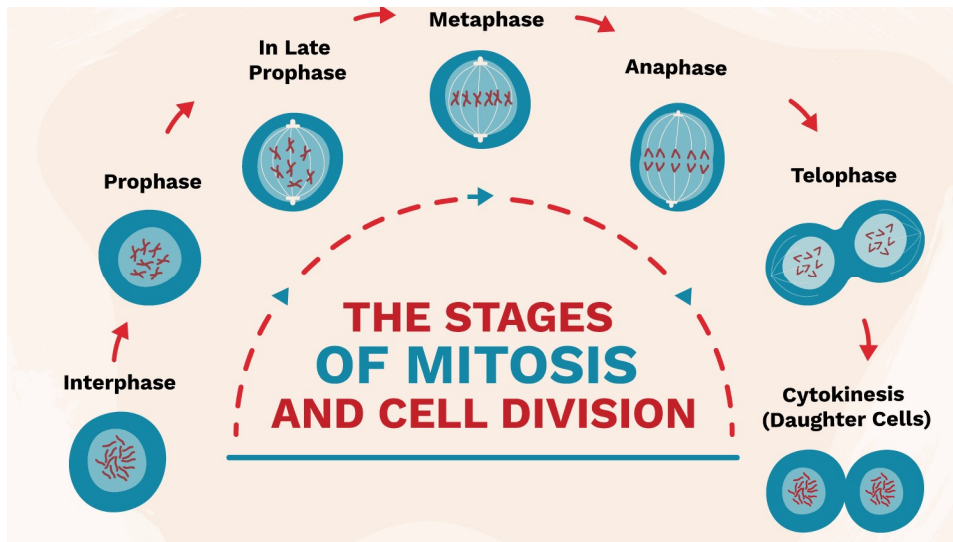 Metaphase
In Late
Prophase
Anaphase
Prophase
Telophase
Interphase
THE STAGES
OF MITOSIS
AND CELL DIVISION
Cytokinesis
(Daughter Cells)